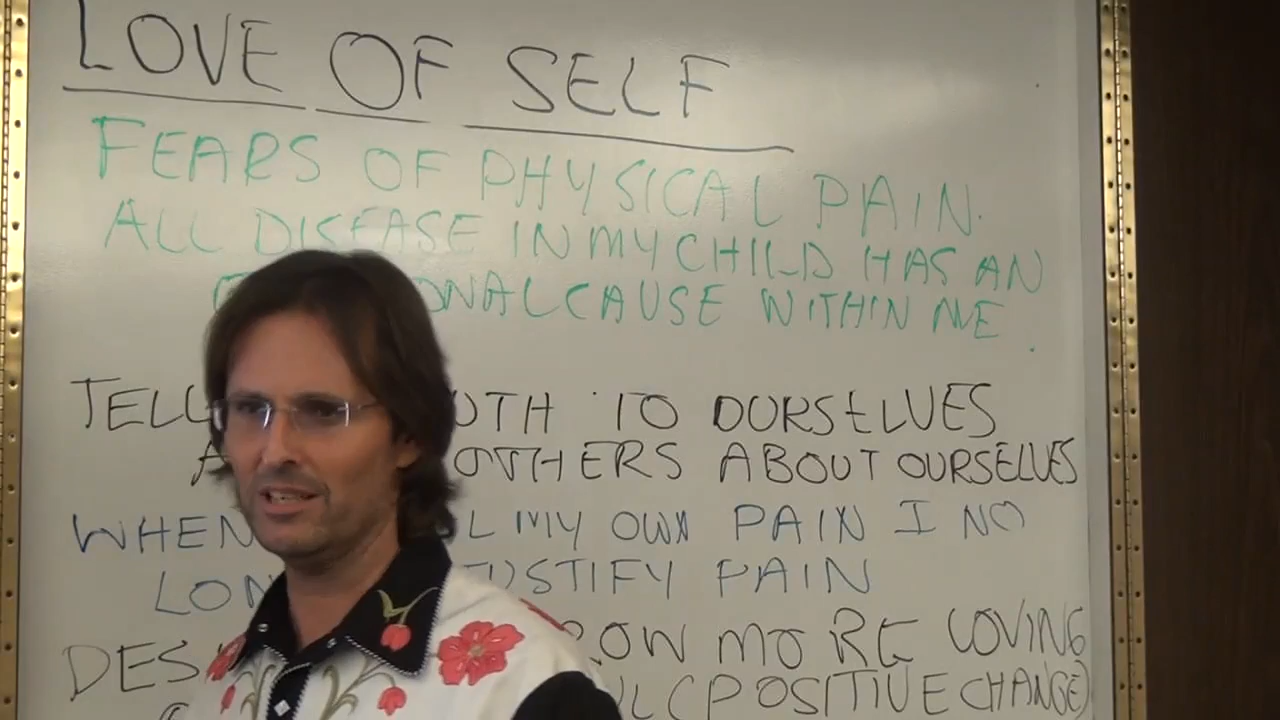 LOVE OF SELF
FEARS OF PHYSICAL PAIN.
ALL DISEASE IN MY CHILD HAS AN
ONAL CAUSE WITHIN ME.
TELL UTH TO OURSELVES
A OTHERS ABOUT OURSELVES
WHEN L MY OWN PAIN I NO
LON JUSTIFY PAIN
DES ROW MORE LOVING
UL (POSITIVE CHANGE)